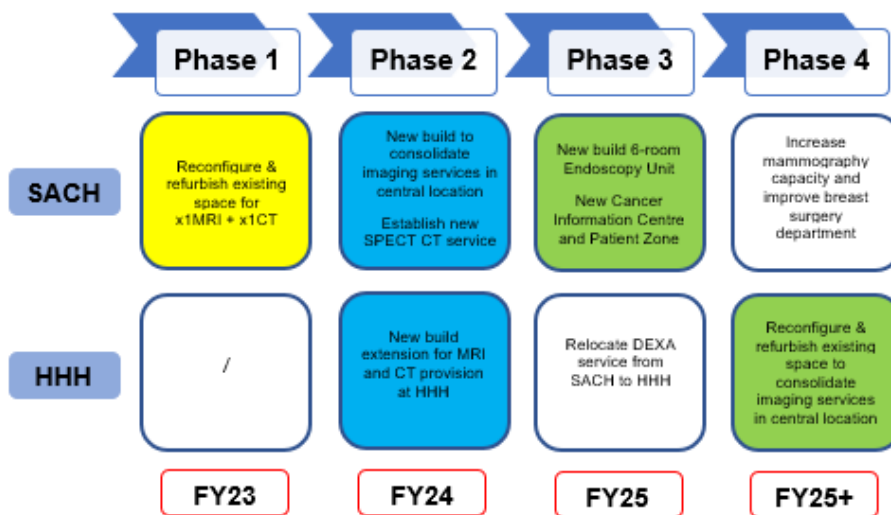 Phase 1
Phase 2
Phase 3
Phase 4
SACH
Reconfigure &
refurbish existing
space for
x1MRI + x1CT
New build to
consolidate
imaging services in
central location
Establish new
SPECT CT service
New build 6-room
Endoscopy Unit
New Cancer
Information Centre
and Patient Zone
Increase
mammography
capacity and
improve breast
surgery
department
HHH
/
New build
extension for MRI
and CT provision
at HHH
Relocate DEXA
service from
SACH to HHH
Reconfigure &
refurbish existing
space to
consolidate
imaging services
in central location
FY23
FY24
FY25
FY25+